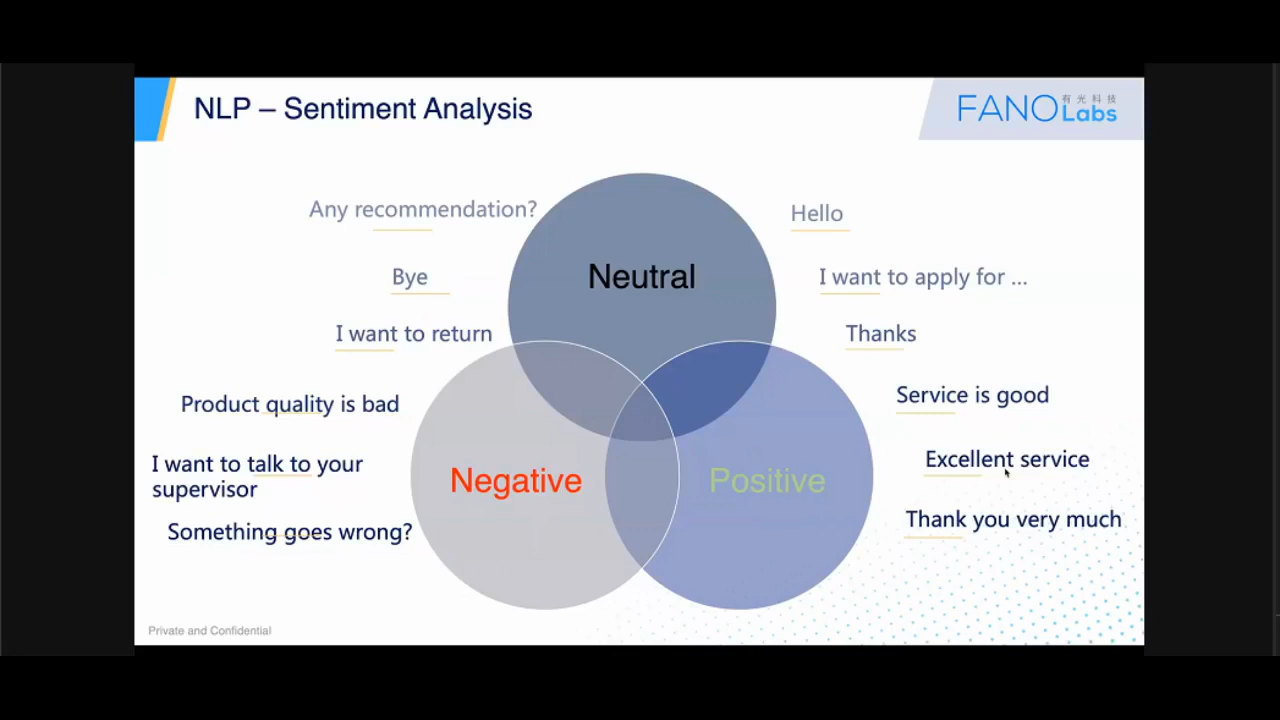 NLP – Sentiment Analysis
FANO Labs
有光科技
Any recommendation?
Hello
Neutral
Bye
I want to apply for ...
I want to return
Thanks
Product quality is bad
Service is good
I want to talk to your
supervisor
Excellent service
Negative
Positive
Something goes wrong?
Thank you very much
Private and Confidential